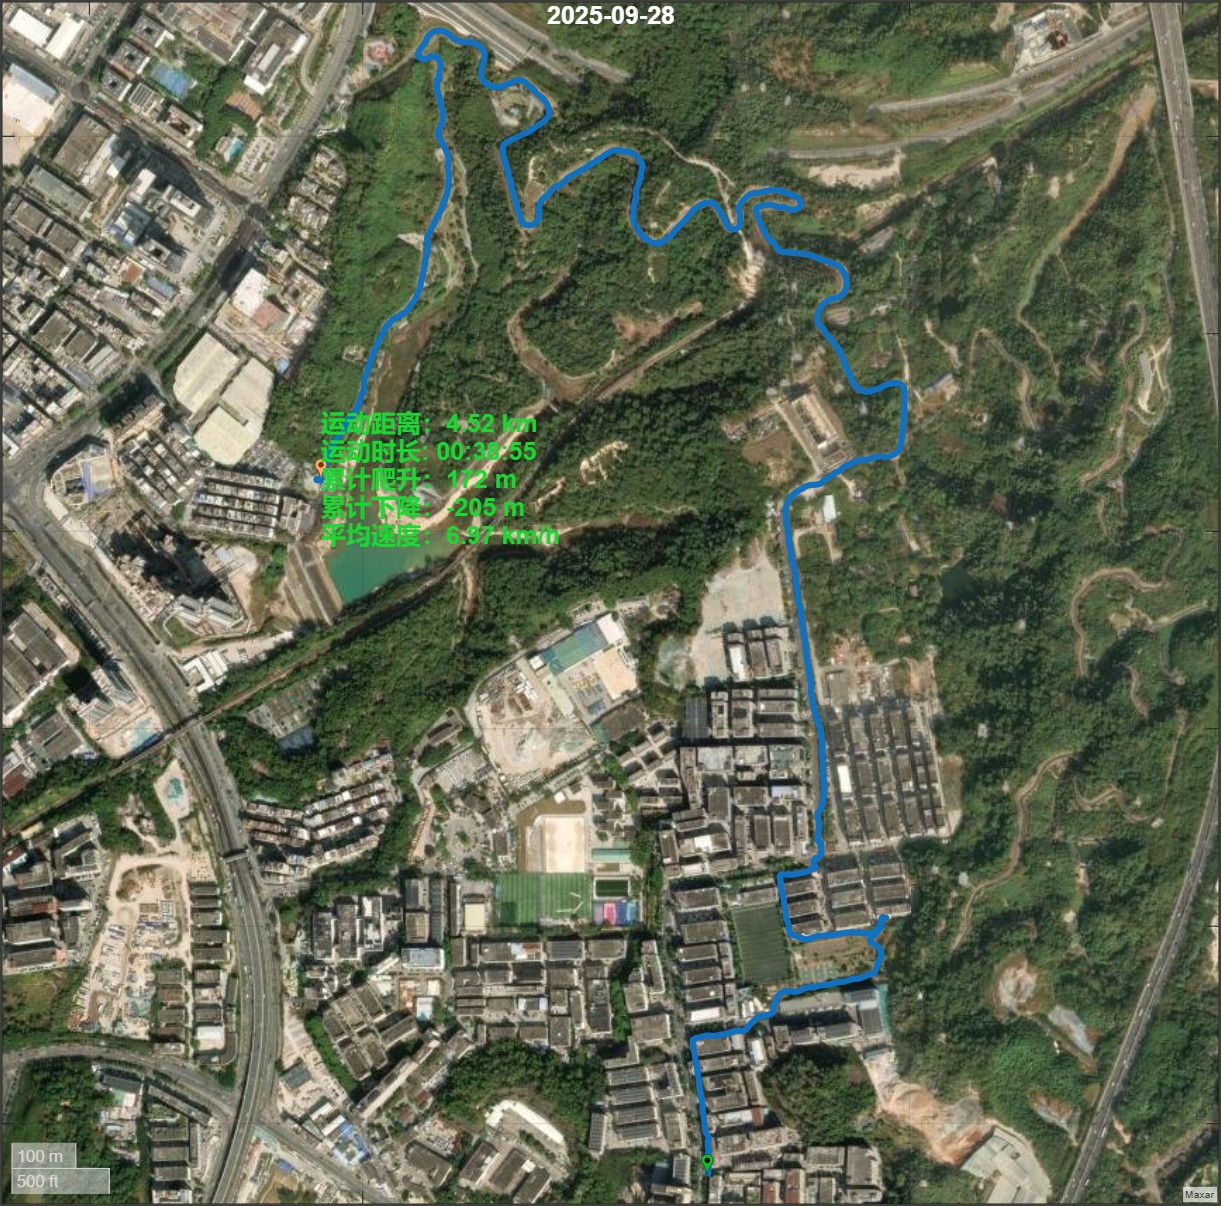 2025-09-28
运动距离：4.52 km
运动时长: 00:38:55
累计爬升：172 m
累计下降：-205 m
平均速度：6.97 km/h
100 m
500 ft
Maxar